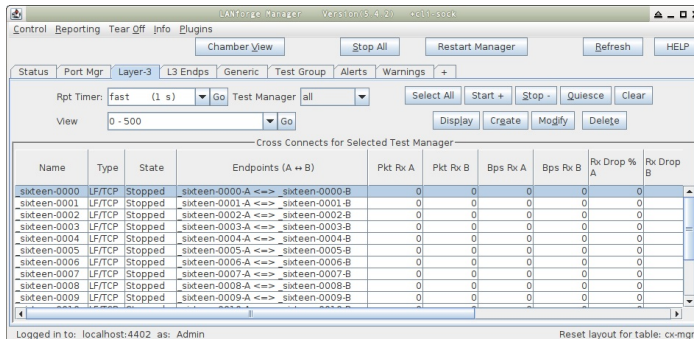 LANforge Manager Version(5.4.2) +cli-sock
Control Reporting Tear Off Info Plugins
Chamber View Stop All Restart Manager Refresh HELP
Status Port Mgr Layer-3 L3 Endps Generic Test Group Alerts Warnings +
Rpt Timer: fast (1 s) Go Test Manager all Select All Start + Stop - Quiesce Clear
View 0 - 500 Go Display Create Modify Delete
Cross Connects for Selected Test Manager
Name Type State Endpoints (A ↔ B) Pkt Rx A Pkt Rx B Bps Rx A Bps Rx B Rx Drop % A Rx Drop B
_sixteen-0000 LF/TCP Stopped _sixteen-0000-A <=> _sixteen-0000-B 0 0 0 0 0
_sixteen-0001 LF/TCP Stopped _sixteen-0001-A <=> _sixteen-0001-B 0 0 0 0 0
_sixteen-0002 LF/TCP Stopped _sixteen-0002-A <=> _sixteen-0002-B 0 0 0 0 0
_sixteen-0003 LF/TCP Stopped _sixteen-0003-A <=> _sixteen-0003-B 0 0 0 0 0
_sixteen-0004 LF/TCP Stopped _sixteen-0004-A <=> _sixteen-0004-B 0 0 0 0 0
_sixteen-0005 LF/TCP Stopped _sixteen-0005-A <=> _sixteen-0005-B 0 0 0 0 0
_sixteen-0006 LF/TCP Stopped _sixteen-0006-A <=> _sixteen-0006-B 0 0 0 0 0
_sixteen-0007 LF/TCP Stopped _sixteen-0007-A <=> _sixteen-0007-B 0 0 0 0 0
_sixteen-0008 LF/TCP Stopped _sixteen-0008-A <=> _sixteen-0008-B 0 0 0 0 0
_sixteen-0009 LF/TCP Stopped _sixteen-0009-A <=> _sixteen-0009-B 0 0 0 0 0
Logged in to: localhost:4402 as: Admin Reset layout for table: cx-mgr